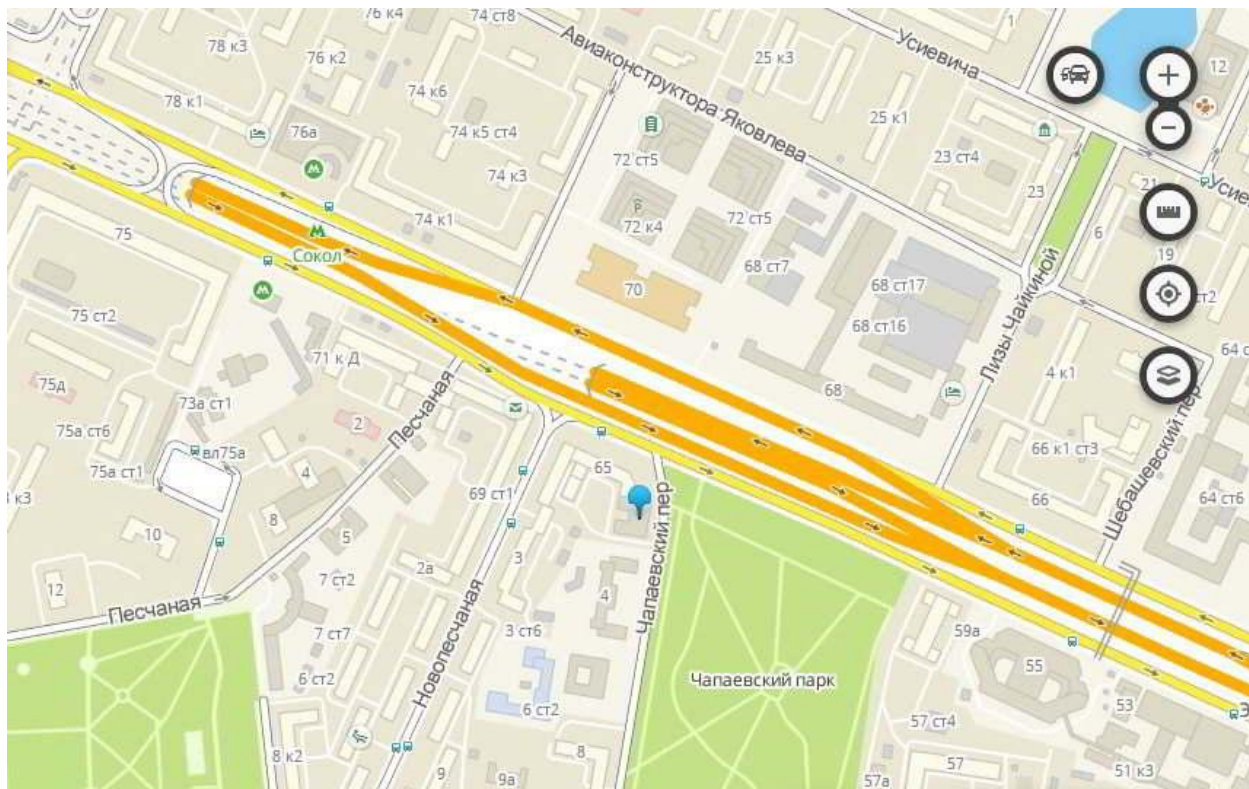 76 к4
74 ст8
Усиевича
1
78 к3
76 к2
Авиаконструктора Яковлева
25 к3
12
78 к1
74 к6
76а
74 к5 ст4
25 к1
72 ст5
23 ст4
74 к3
23
21
74 к1
72 к4
72 ст5
6
19
75
Сокол
68 ст7
68 ст17
70
75 ст2
68 ст16
Лизы Чайкиной
71 к Д
4 к1
75д
73а ст1
2
68
Песчаная
75а ст6
вл75а
66 к1 ст3
Шебашевский пер
75а ст1
4
69 ст1
65
66
64 ст6
8
10
5
3
Чапаевский пер
12
7 ст2
2а
4
Песчаная
Новопесчаная
7 ст7
3 ст6
59а
6 ст2
55
Чапаевский парк
6 ст2
53
57 ст4
8 к2
8
9
9а
57а
57
51 к3